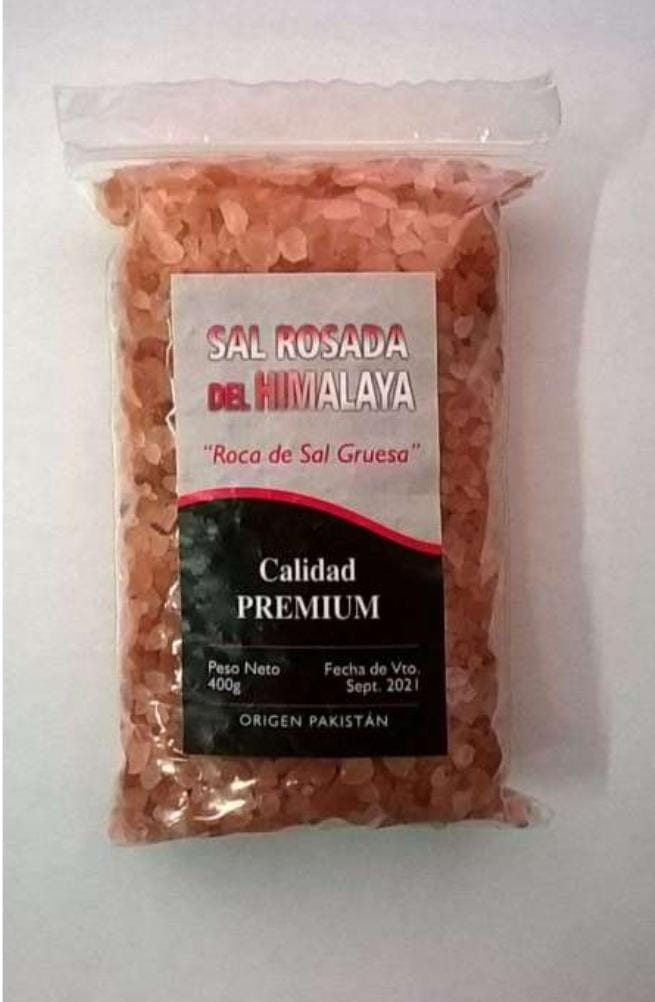 SAL ROSADA
DEL HIMALAYA
"Roca de Sal Gruesa"
Calidad
PREMIUM
Peso Neto
400g
Fecha de Vto.
Sept. 2021
ORIGEN PAKISTÁN